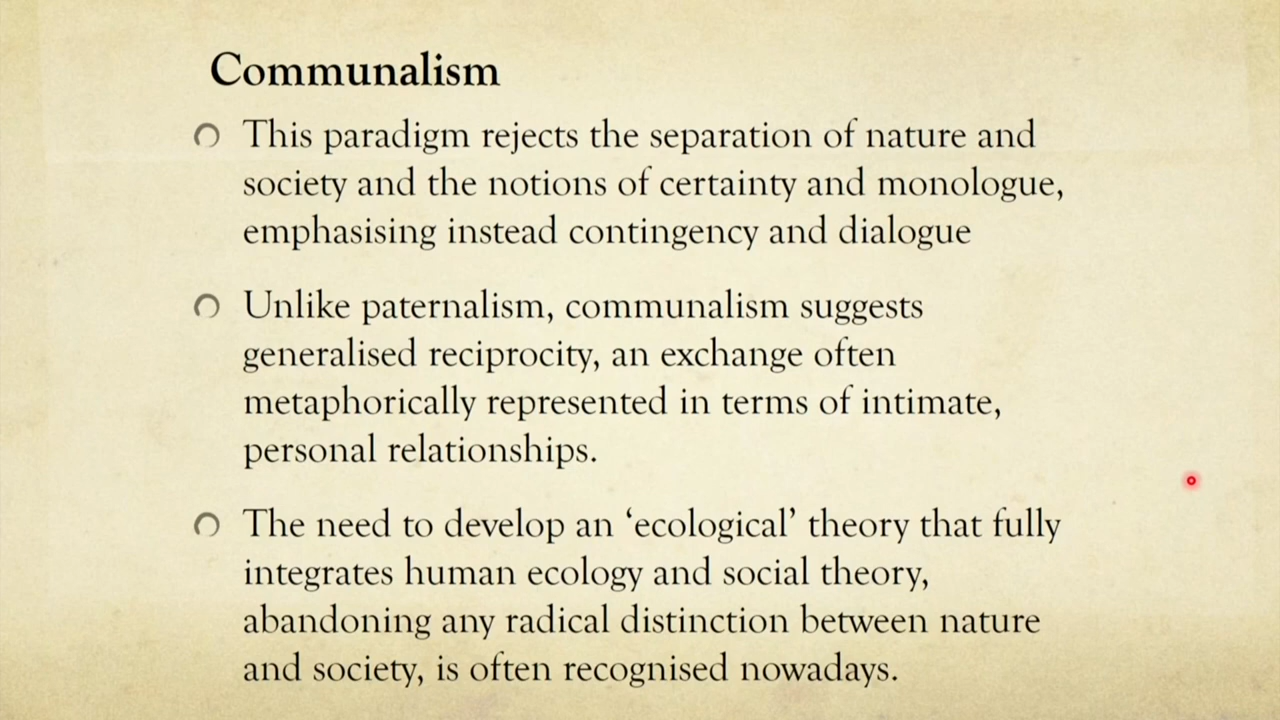 Communalism
This paradigm rejects the separation of nature and
society and the notions of certainty and monologue,
emphasising instead contingency and dialogue
Unlike paternalism, communalism suggests
generalised reciprocity, an exchange often
metaphorically represented in terms of intimate,
personal relationships.
The need to develop an ‘ecological’ theory that fully
integrates human ecology and social theory,
abandoning any radical distinction between nature
and society, is often recognised nowadays.